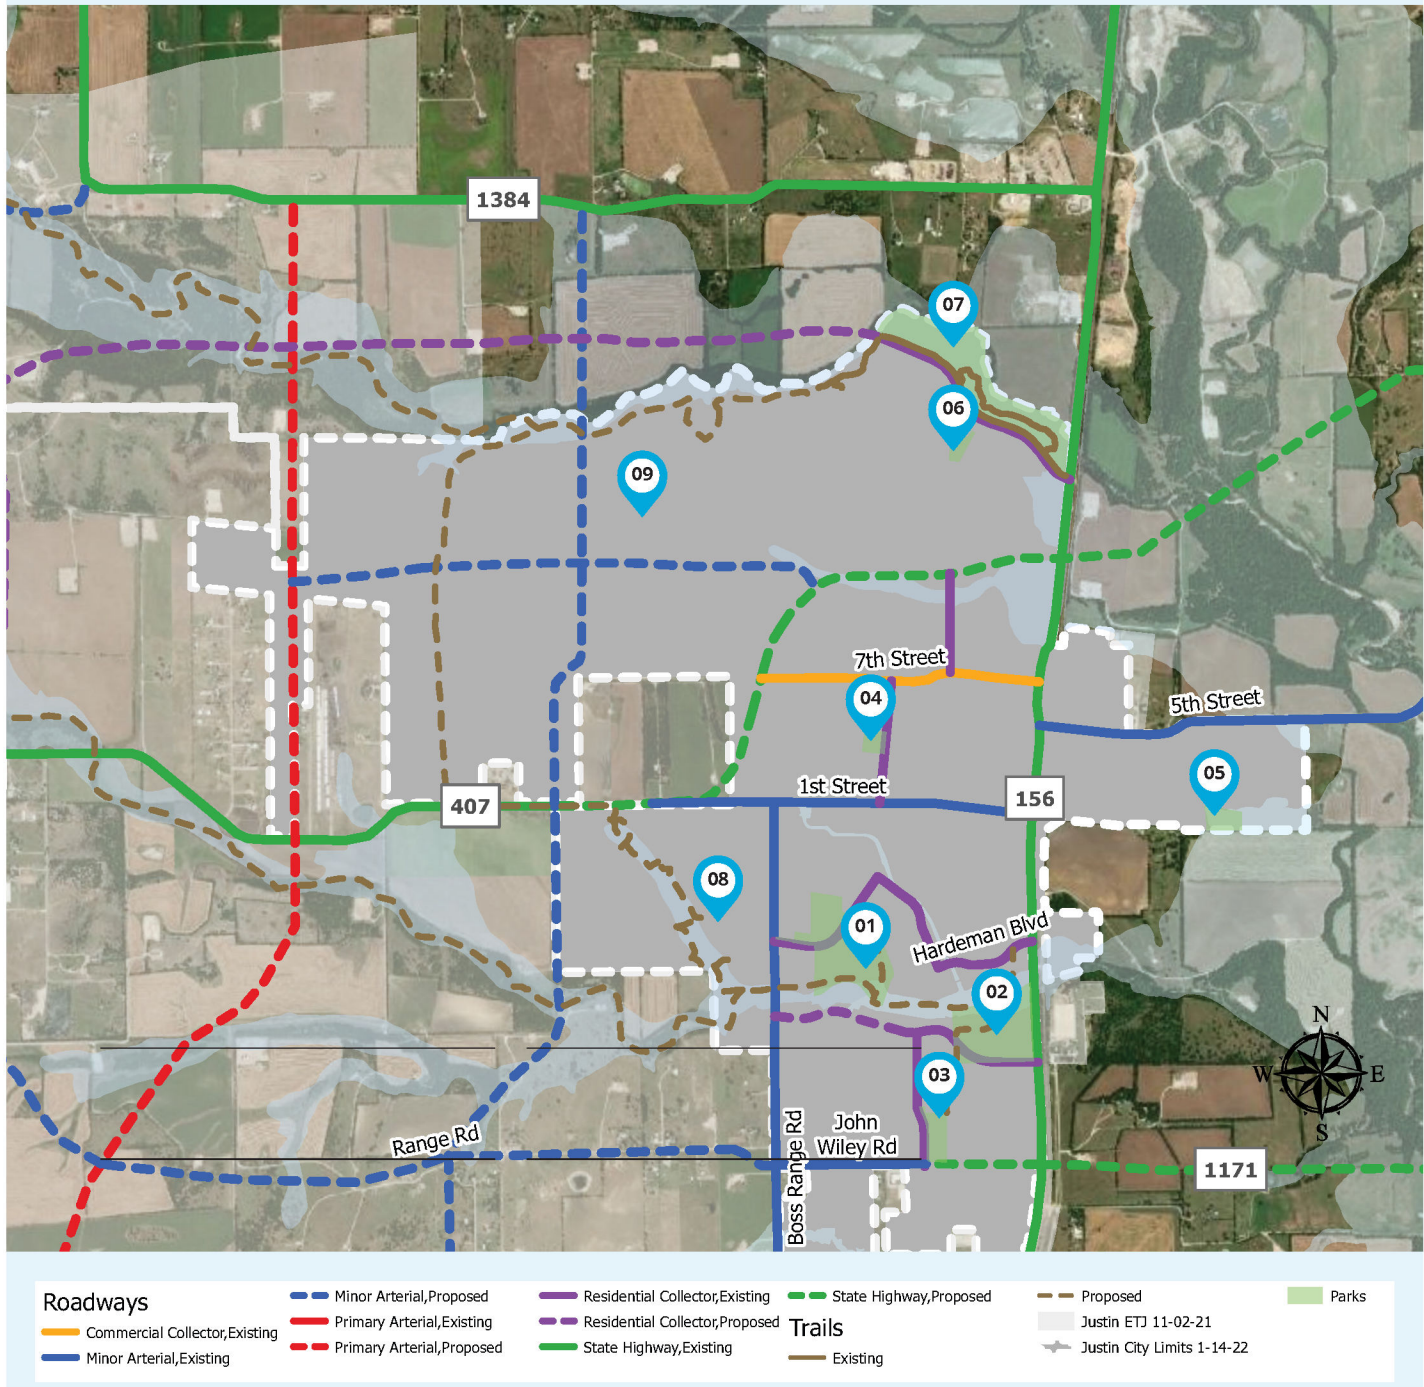 1384
07
06
09
7th Street
04
5th Street
05
1st Street
156
407
08
01
Hardeman Blvd
02
N
W
E
S
03
John
Wiley Rd
Range Rd
Boss Range Rd
1171
Roadways
Commercial Collector,Existing
Minor Arterial,Existing
Minor Arterial,Proposed
Primary Arterial,Existing
Primary Arterial,Proposed
Residential Collector,Existing
Residential Collector,Proposed
State Highway,Existing
State Highway,Proposed
Trails
Existing
Proposed
Justin ETJ 11-02-21
Justin City Limits 1-14-22
Parks